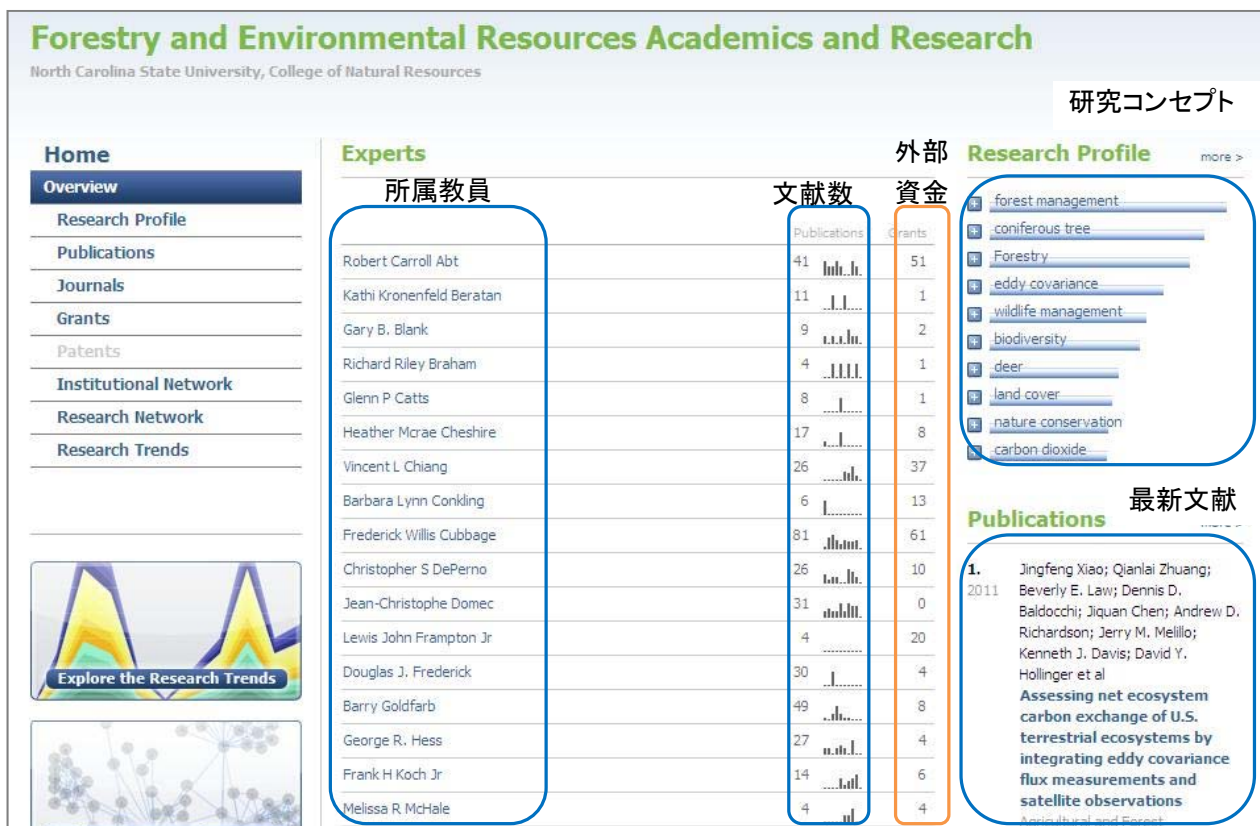 Forestry and Environmental Resources Academics and Research
North Carolina State University, College of Natural Resources
研究コンセプト
Home
Overview
Research Profile
Publications
Journals
Grants
Patents
Institutional Network
Research Network
Research Trends
Explore the Research Trends
Experts
所属教員
文献数
外部
資金
Publications Grants
Robert Carroll Abt 41 51
Kathi Kronenfeld Beratan 11 1
Gary B. Blank 9 2
Richard Riley Braham 4 1
Glenn P Catts 8 1
Heather Mcrae Cheshire 17 8
Vincent L Chiang 26 37
Barbara Lynn Conkling 6 13
Frederick Willis Cubbage 81 61
Christopher S DePerno 26 10
Jean-Christophe Domec 31 0
Lewis John Frampton Jr 4 20
Douglas J. Frederick 30 4
Barry Goldfarb 49 8
George R. Hess 27 4
Frank H Koch Jr 14 6
Melissa R McHale 4 4
Research Profile more >
forest management
coniferous tree
Forestry
eddy covariance
wildlife management
biodiversity
deer
land cover
nature conservation
carbon dioxide
最新文献
Publications
1. Jingfeng Xiao; Qianlai Zhuang;
2011 Beverly E. Law; Dennis D.
Baldocchi; Jiquan Chen; Andrew D.
Richardson; Jerry M. Melillo;
Kenneth J. Davis; David Y.
Hollinger et al
Assessing net ecosystem
carbon exchange of U.S.
terrestrial ecosystems by
integrating eddy covariance
flux measurements and
satellite observations
Agricultural and Forest